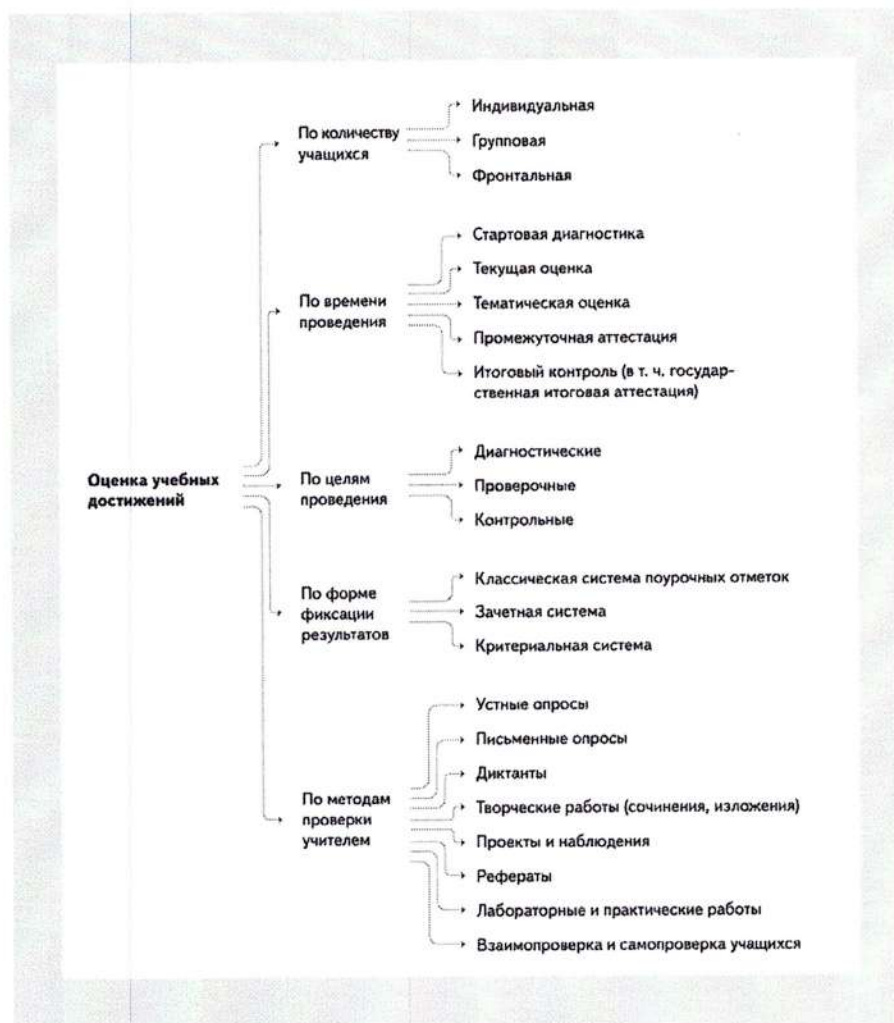 По количеству
учащихся
Индивидуальная
Групповая
Фронтальная
По времени
проведения
Стартовая диагностика
Текущая оценка
Тематическая оценка
Промежуточная аттестация
Итоговый контроль (в т. ч. государ-
ственная итоговая аттестация)
Оценка учебных
достижений
По целям
проведения
Диагностические
Проверочные
Контрольные
По форме
фиксации
результатов
Классическая система поурочных отметок
Зачетная система
Критериальная система
По методам
проверки
учителем
Устные опросы
Письменные опросы
Диктанты
Творческие работы (сочинения, изложения)
Проекты и наблюдения
Рефераты
Лабораторные и практические работы
Взаимопроверка и самопроверка учащихся